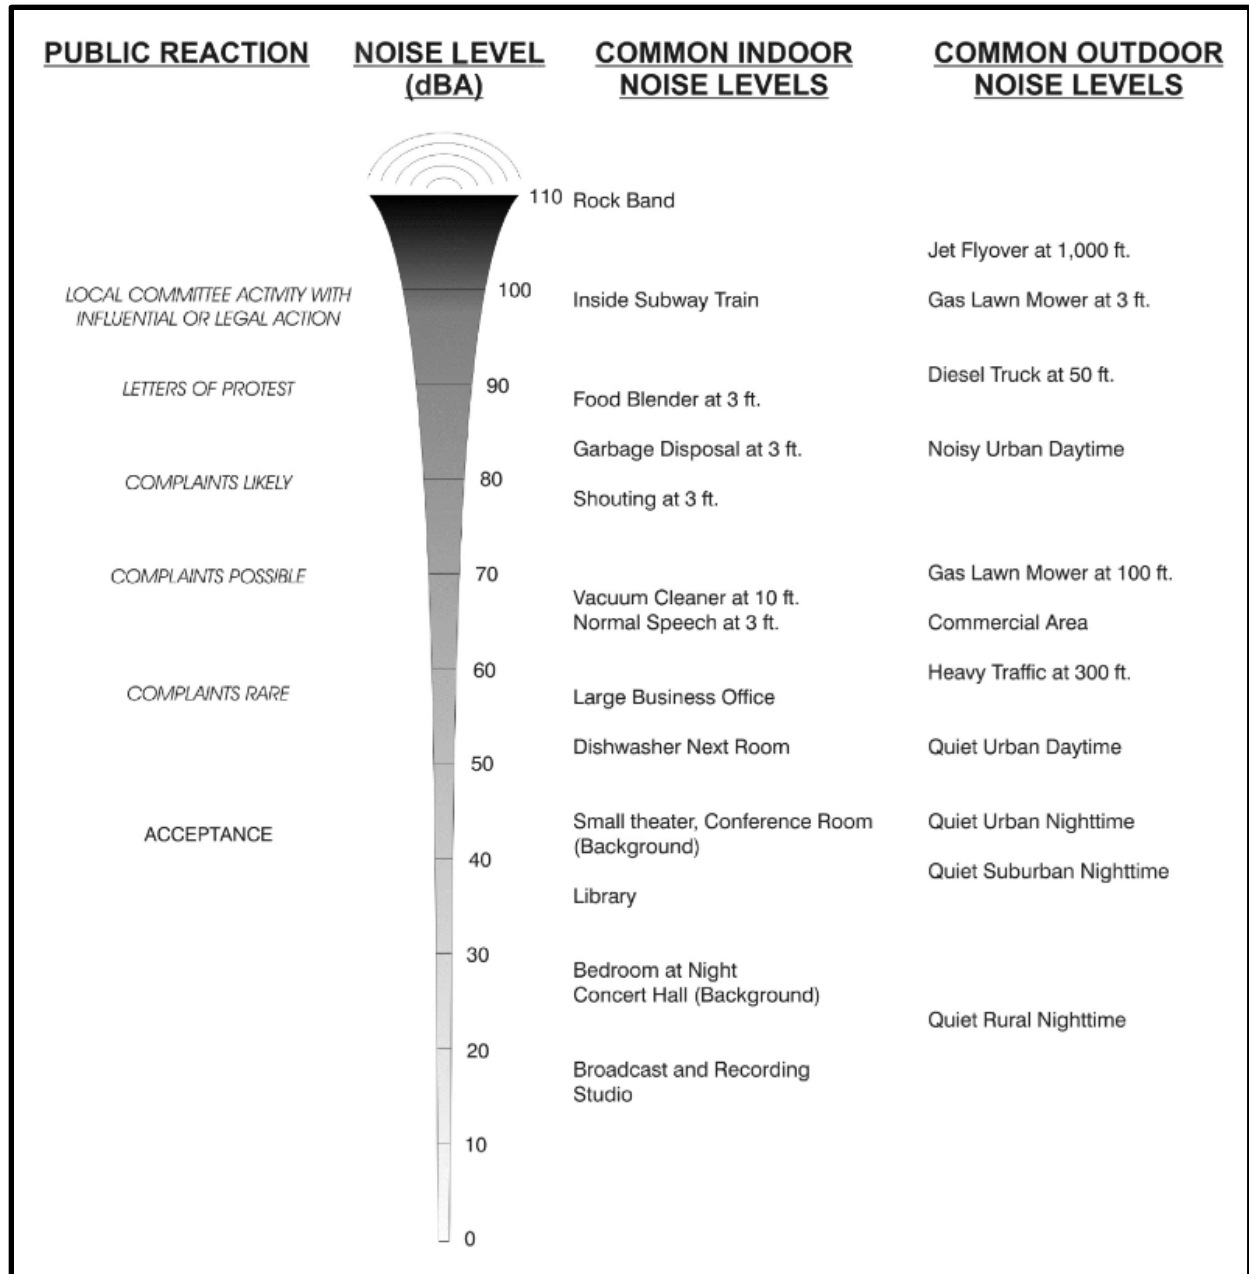 PUBLIC REACTION
NOISE LEVEL
(dBA)
COMMON INDOOR
NOISE LEVELS
COMMON OUTDOOR
NOISE LEVELS
110 Rock Band
Jet Flyover at 1,000 ft.
LOCAL COMMITTEE ACTIVITY WITH
INFLUENTIAL OR LEGAL ACTION
100
Inside Subway Train
Gas Lawn Mower at 3 ft.
Diesel Truck at 50 ft.
LETTERS OF PROTEST
90
Food Blender at 3 ft.
Garbage Disposal at 3 ft.
Noisy Urban Daytime
COMPLAINTS LIKELY
80
Shouting at 3 ft.
COMPLAINTS POSSIBLE
70
Gas Lawn Mower at 100 ft.
Vacuum Cleaner at 10 ft.
Normal Speech at 3 ft.
Commercial Area
60
Heavy Traffic at 300 ft.
COMPLAINTS RARE
Large Business Office
Dishwasher Next Room
Quiet Urban Daytime
50
ACCEPTANCE
Small theater, Conference Room
(Background)
Quiet Urban Nighttime
40
Quiet Suburban Nighttime
Library
30
Bedroom at Night
Concert Hall (Background)
Quiet Rural Nighttime
20
Broadcast and Recording
Studio
10
0